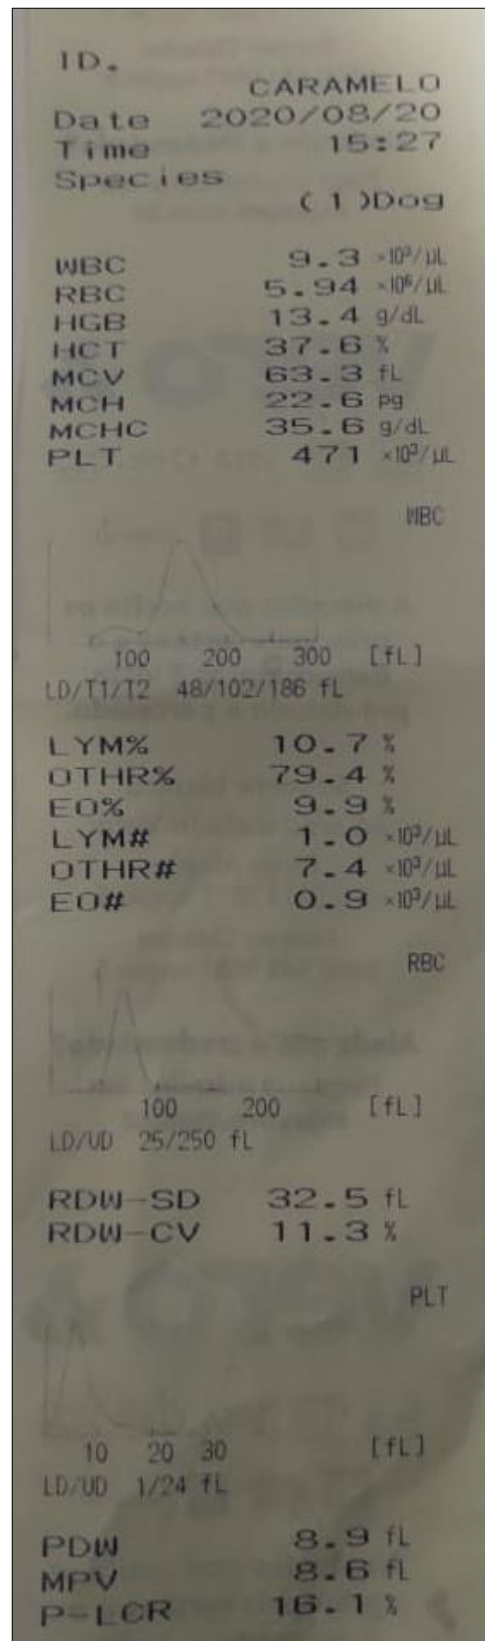 ID.
CARAMELO
Date 2020/08/20
Time 15:27
Species
(1)Dog
WBC 9.3 ×10³/µL
RBC 5.94 ×10⁶/µL
HGB 13.4 g/dL
HCT 37.6 %
MCV 63.3 fL
MCH 22.6 pg
MCHC 35.6 g/dL
PLT 471 ×10³/µL
WBC
100 200 300 [fL]
LD/T1/T2 48/102/186 fL
LYM% 10.7 %
OTHR% 79.4 %
EO% 9.9 %
LYM# 1.0 ×10³/µL
OTHR# 7.4 ×10³/µL
EO# 0.9 ×10³/µL
RBC
100 200 [fL]
LD/UD 25/250 fL
RDW-SD 32.5 fL
RDW-CV 11.3 %
PLT
10 20 30 [fL]
LD/UD 1/24 fL
PDW 8.9 fL
MPV 8.6 fL
P-LCR 16.1 %